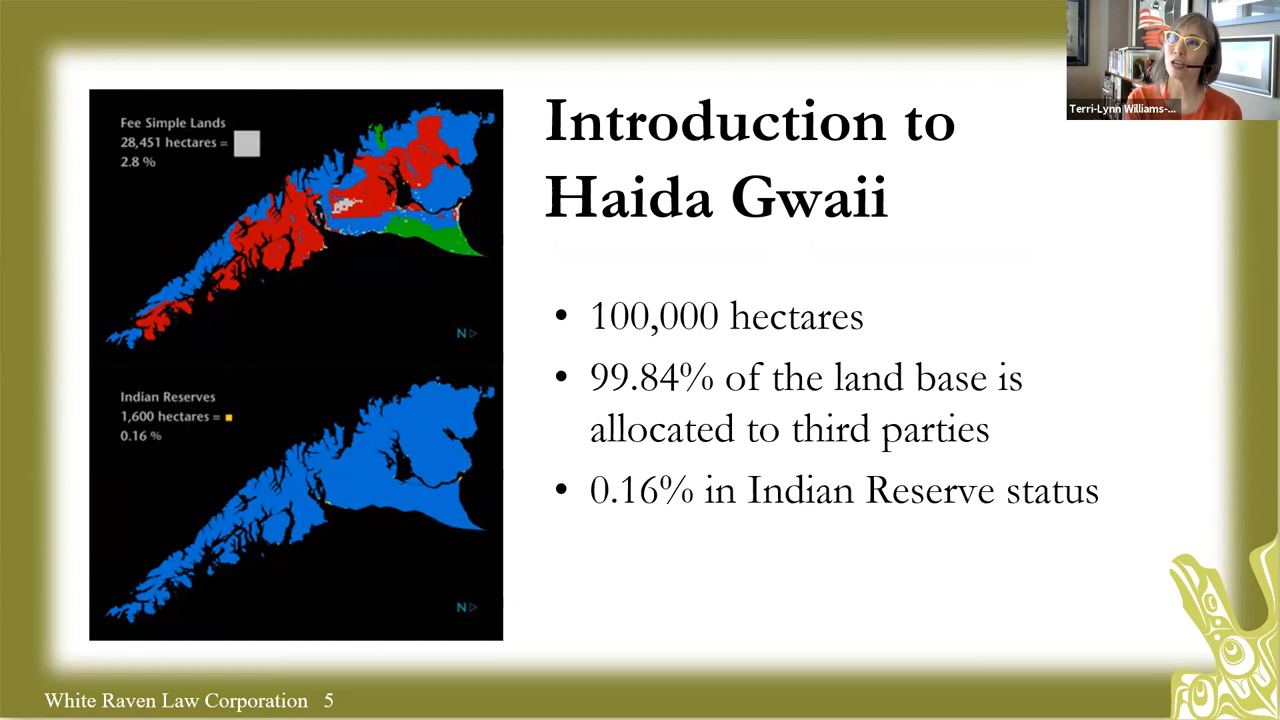 Introduction to
Haida Gwaii
Fee Simple Lands
28,451 hectares =
2.8 %
N
Indian Reserves
1,600 hectares =
0.16 %
N
• 100,000 hectares
• 99.84% of the land base is
allocated to third parties
• 0.16% in Indian Reserve status
Terri-Lynn Williams-...
White Raven Law Corporation 5